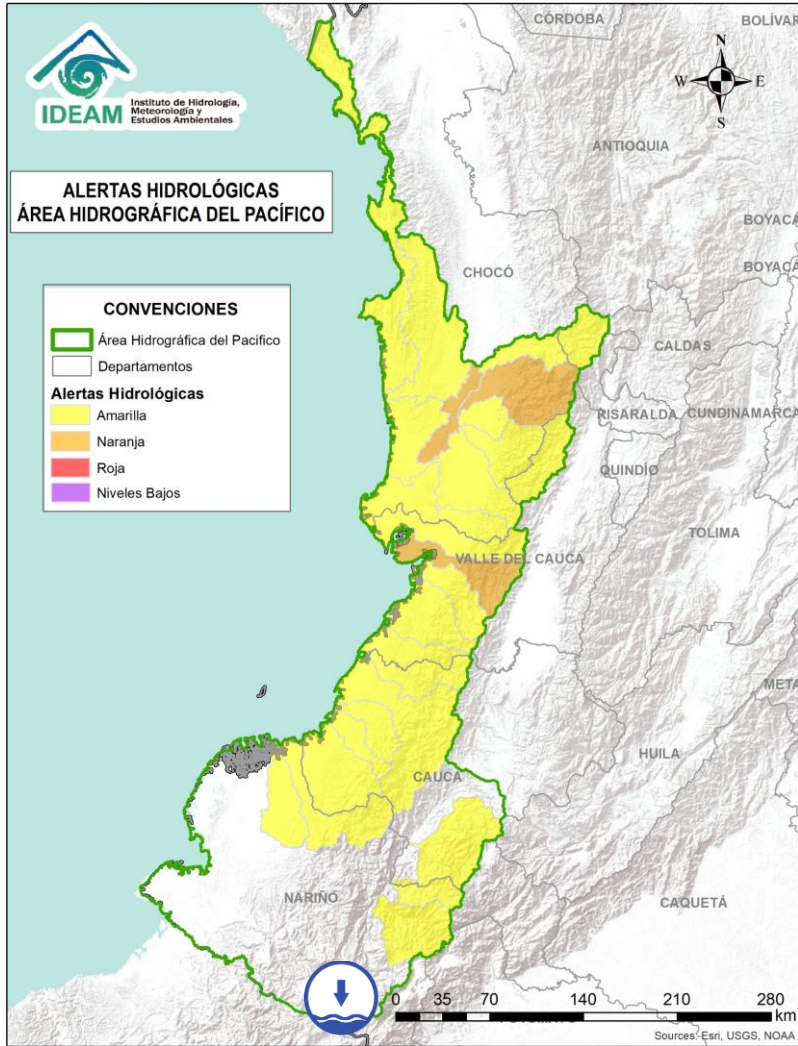 CÓRDOBA
BOLÍVAR
IDEAM
Instituto de Hidrología,
Meteorología y
Estudios Ambientales
N
W E
S
ANTIOQUIA
ALERTAS HIDROLÓGICAS
ÁREA HIDROGRÁFICA DEL PACÍFICO
BOYACÁ
CHOCÓ
BOYACÁ
CONVENCIONES
Área Hidrográfica del Pacífico
Departamentos
Alertas Hidrológicas
Amarilla
Naranja
Roja
Niveles Bajos
CALDAS
RISARALDA
CUNDINAMARCA
QUINDÍO
TOLIMA
VALLE DEL CAUCA
META
HUILA
CAUCA
NARIÑO
CAQUETÁ
0 35 70 140 210 280
km
Sources: Esri, USGS, NOAA